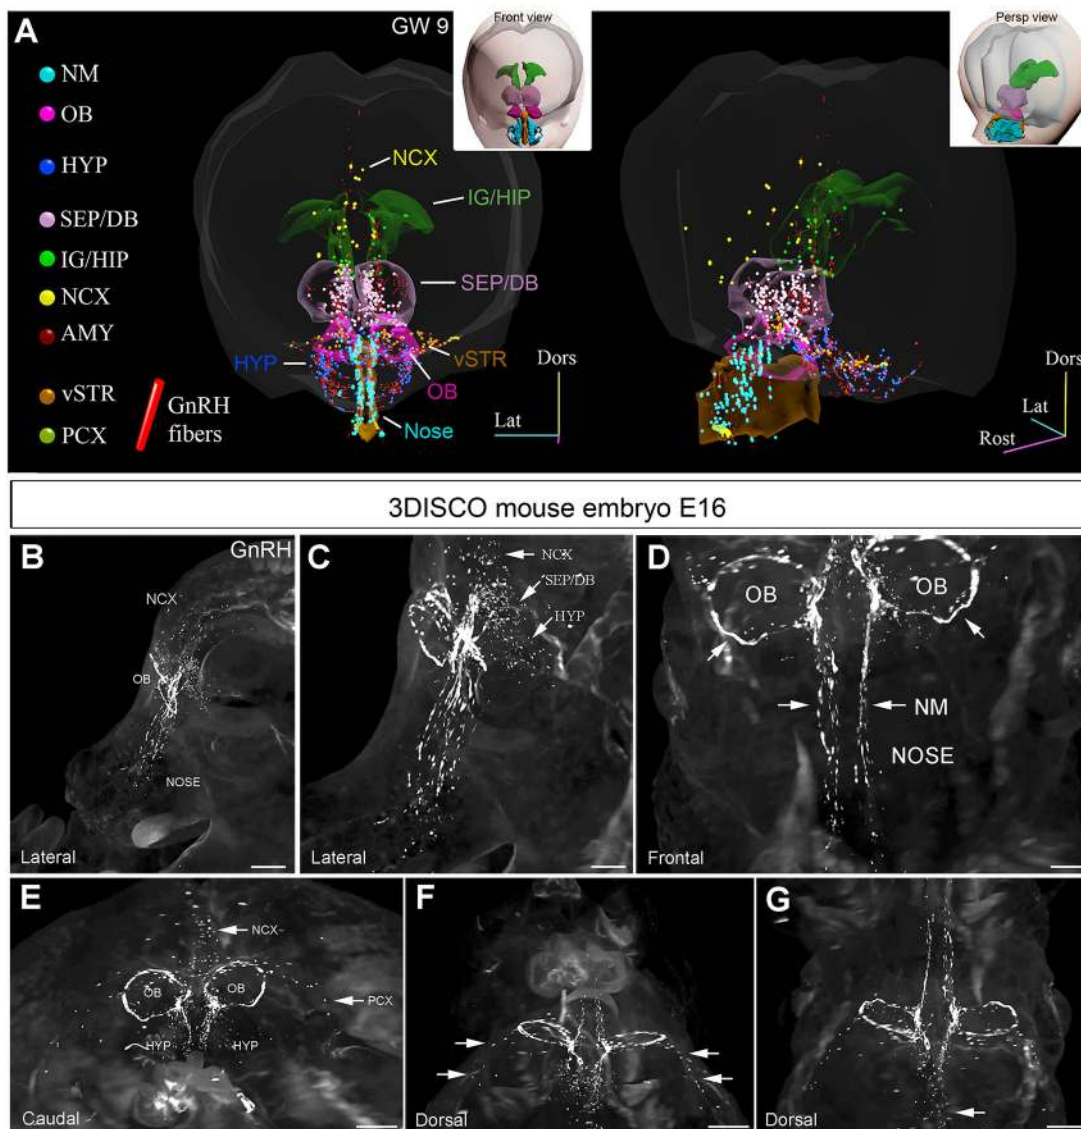 A
GW 9
Front view
Persp view
NM
OB
HYP
SEP/DB
IG/HIP
NCX
AMY
vSTR
PCX
GnRH
fibers
NCX
IG/HIP
SEP/DB
HYP
vSTR
OB
Nose
Dors
Lat
Dors
Lat
Rost
3DISCO mouse embryo E16
B
GnRH
NCX
OB
NOSE
Lateral
C
NCX
SEP/DB
HYP
Lateral
D
OB
OB
NM
NOSE
Frontal
E
NCX
OB
OB
PCX
HYP
HYP
Caudal
F
Dorsal
G
Dorsal